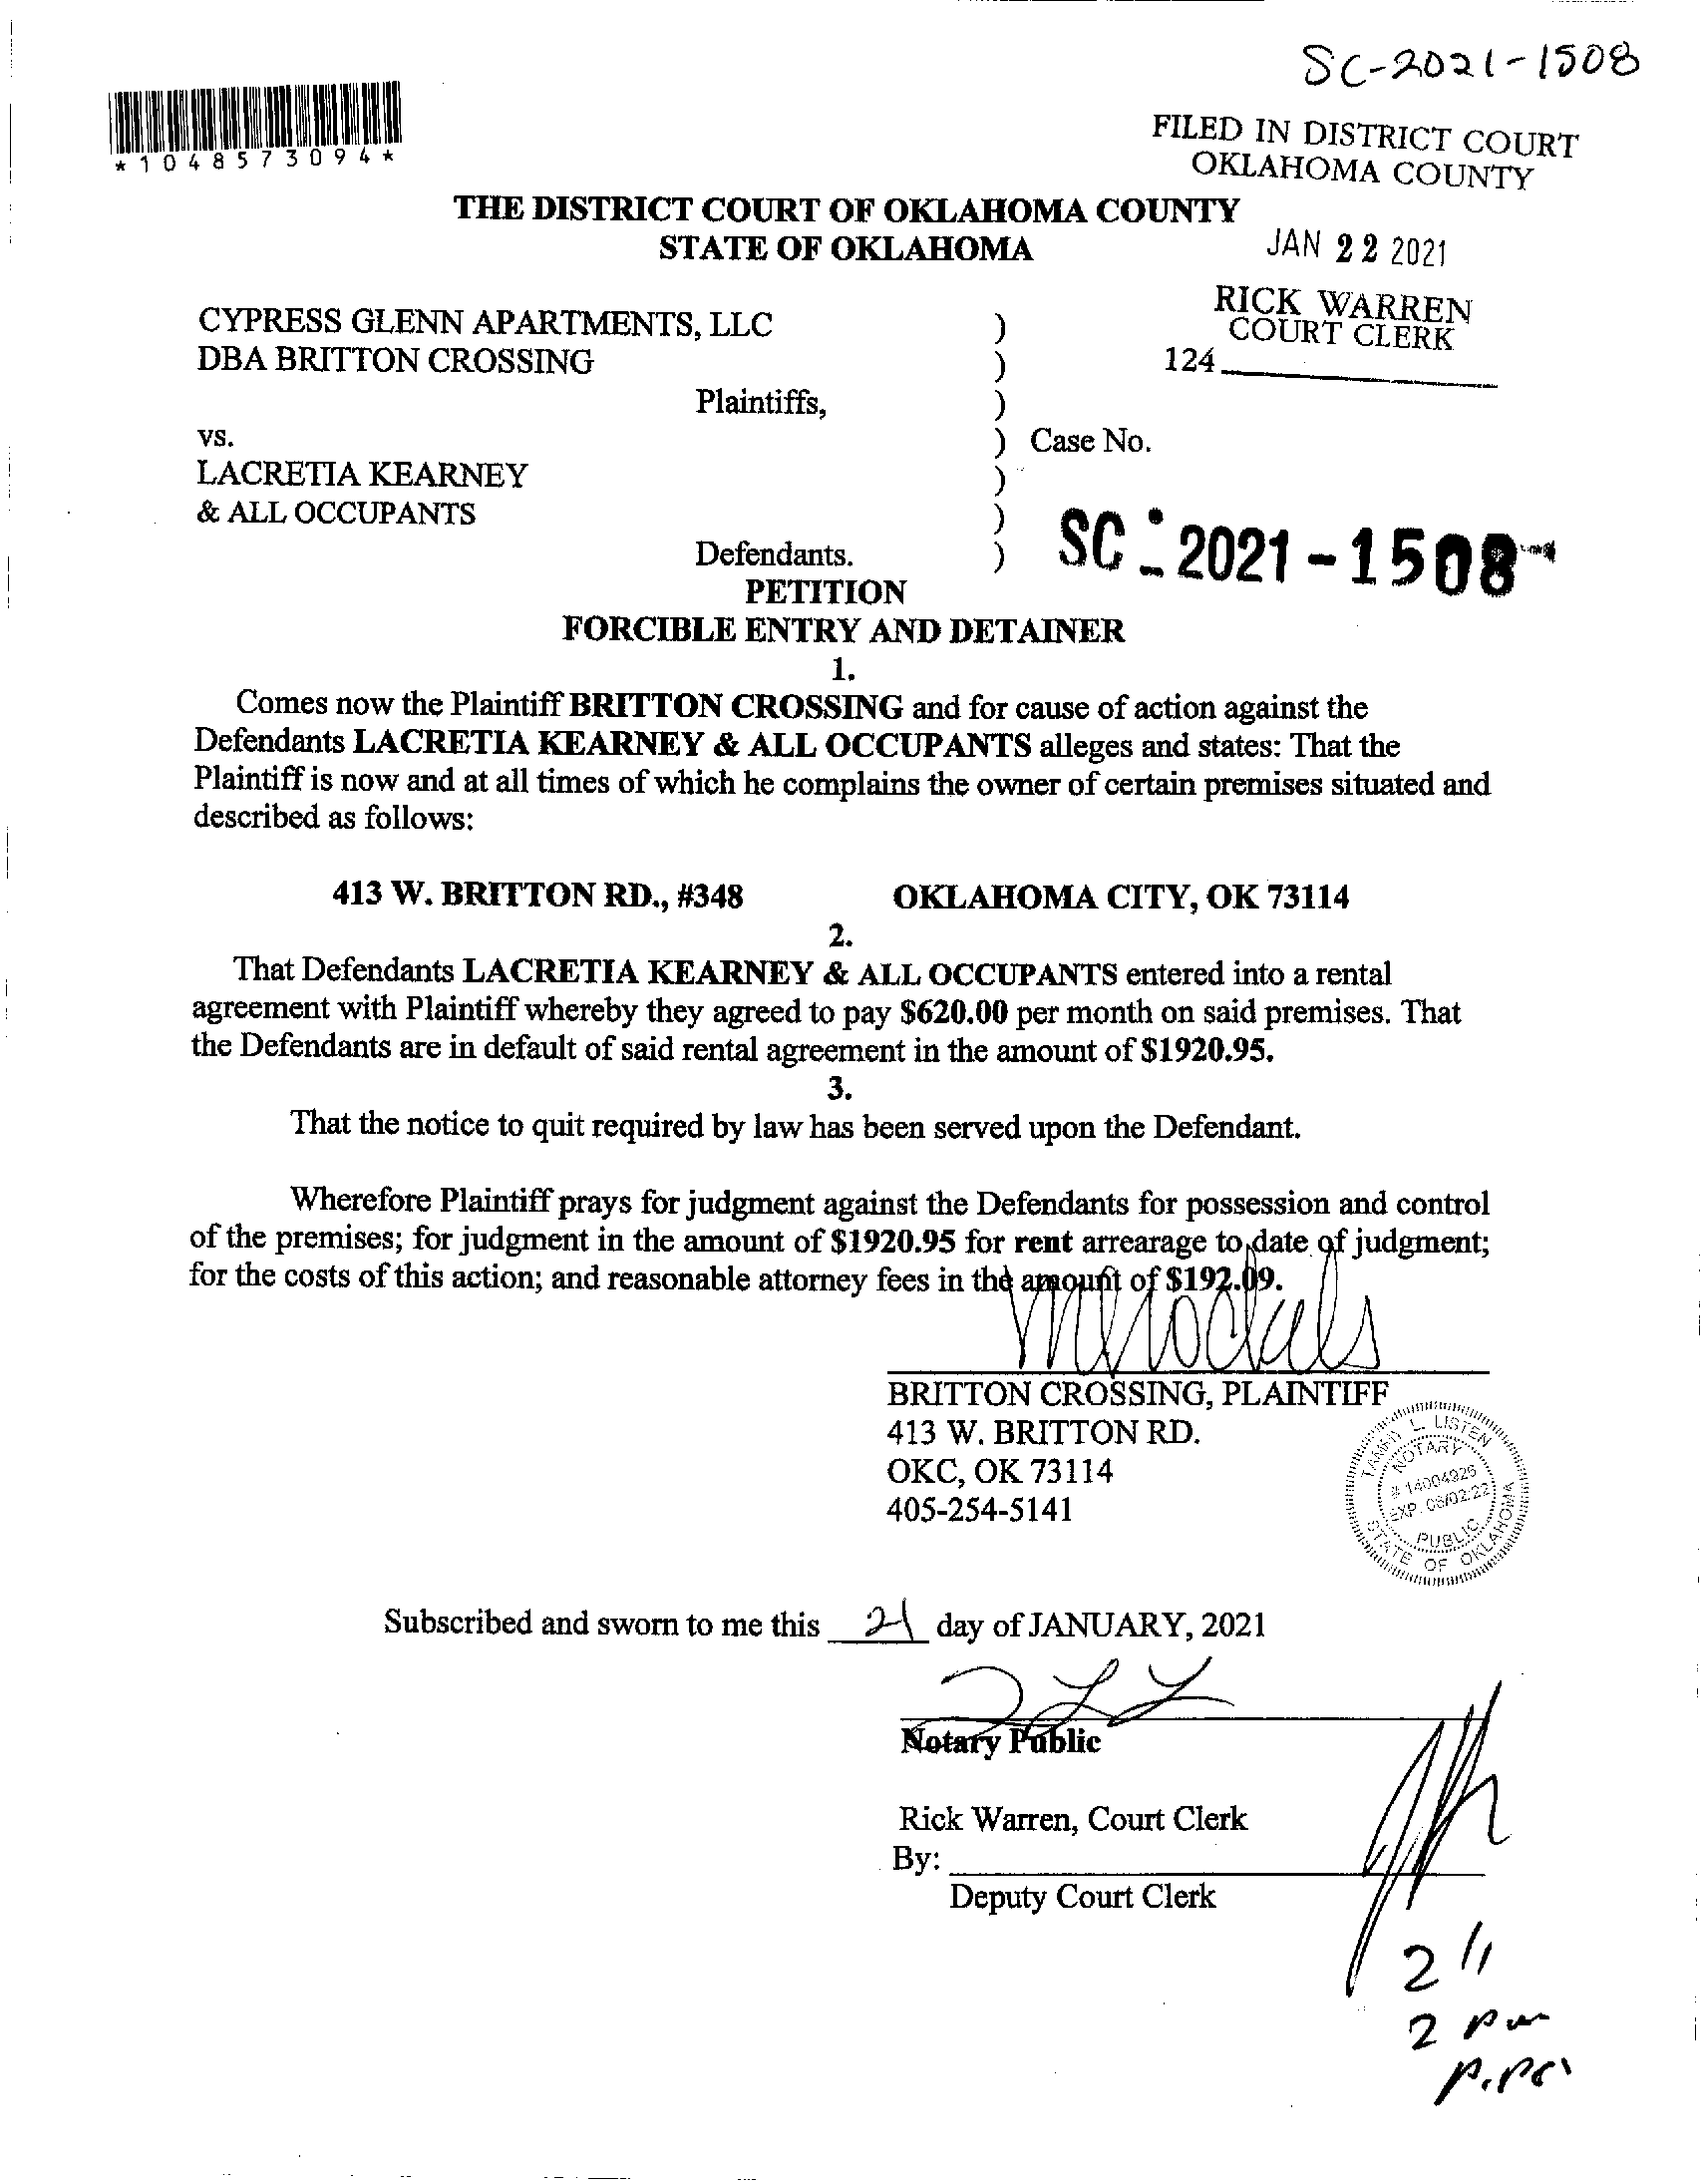 SC-2021-1508
*1048573094*
FILED IN DISTRICT COURT
OKLAHOMA COUNTY
THE DISTRICT COURT OF OKLAHOMA COUNTY
STATE OF OKLAHOMA
JAN 22 2021
RICK WARREN
COURT CLERK
124
CYPRESS GLENN APARTMENTS, LLC )
DBA BRITTON CROSSING )
Plaintiffs, )
vs. ) Case No.
LACRETIA KEARNEY )
& ALL OCCUPANTS )
Defendants. )
SC - 2021-1508
PETITION
FORCIBLE ENTRY AND DETAINER
1.
Comes now the Plaintiff BRITTON CROSSING and for cause of action against the
Defendants LACRETIA KEARNEY & ALL OCCUPANTS alleges and states: That the
Plaintiff is now and at all times of which he complains the owner of certain premises situated and
described as follows:
413 W. BRITTON RD., #348 OKLAHOMA CITY, OK 73114
2.
That Defendants LACRETIA KEARNEY & ALL OCCUPANTS entered into a rental
agreement with Plaintiff whereby they agreed to pay $620.00 per month on said premises. That
the Defendants are in default of said rental agreement in the amount of $1920.95.
3.
That the notice to quit required by law has been served upon the Defendant.
Wherefore Plaintiff prays for judgment against the Defendants for possession and control
of the premises; for judgment in the amount of $1920.95 for rent arrearage to date of judgment;
for the costs of this action; and reasonable attorney fees in the amount of $192.09.
BRITTON CROSSING, PLAINTIFF
413 W. BRITTON RD.
OKC, OK 73114
405-254-5141
L. LISTEN
NOTARY
# 14004926
EXP. 06/02/22
PUBLIC
STATE OF OKLAHOMA
Subscribed and sworn to me this 21 day of JANUARY, 2021
Notary Public
Rick Warren, Court Clerk
By:
Deputy Court Clerk
2 pm